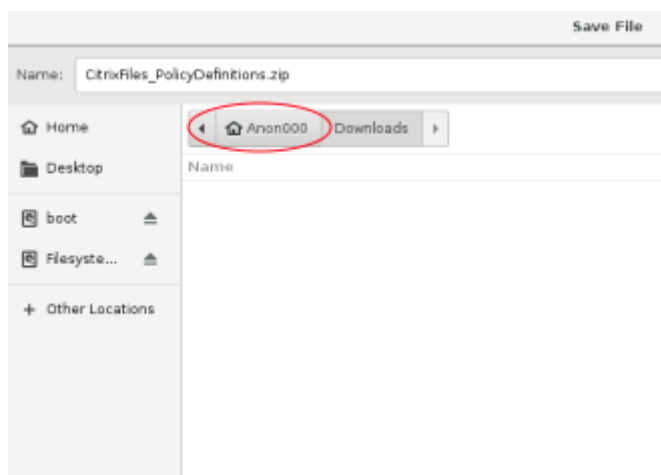 Save File
Name: CitrixFiles_PolicyDefinitions.zip
Home
Anon000 Downloads
Desktop
Name
boot
Filesyste...
+ Other Locations